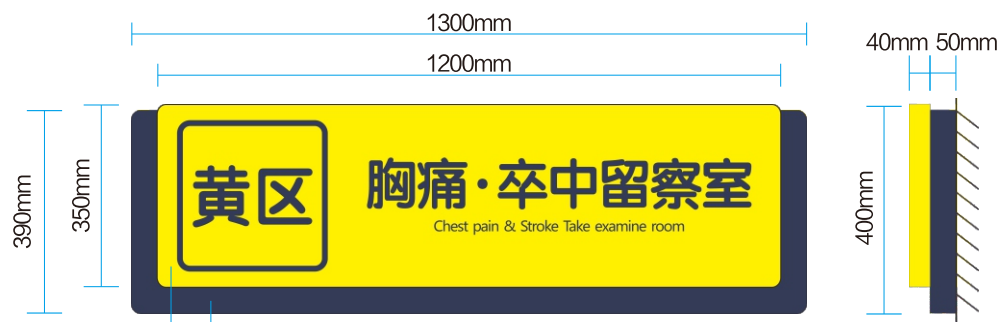 1300mm
40mm 50mm
1200mm
390mm
350mm
黄区
胸痛·卒中留察室
Chest pain & Stroke Take examine room
400mm